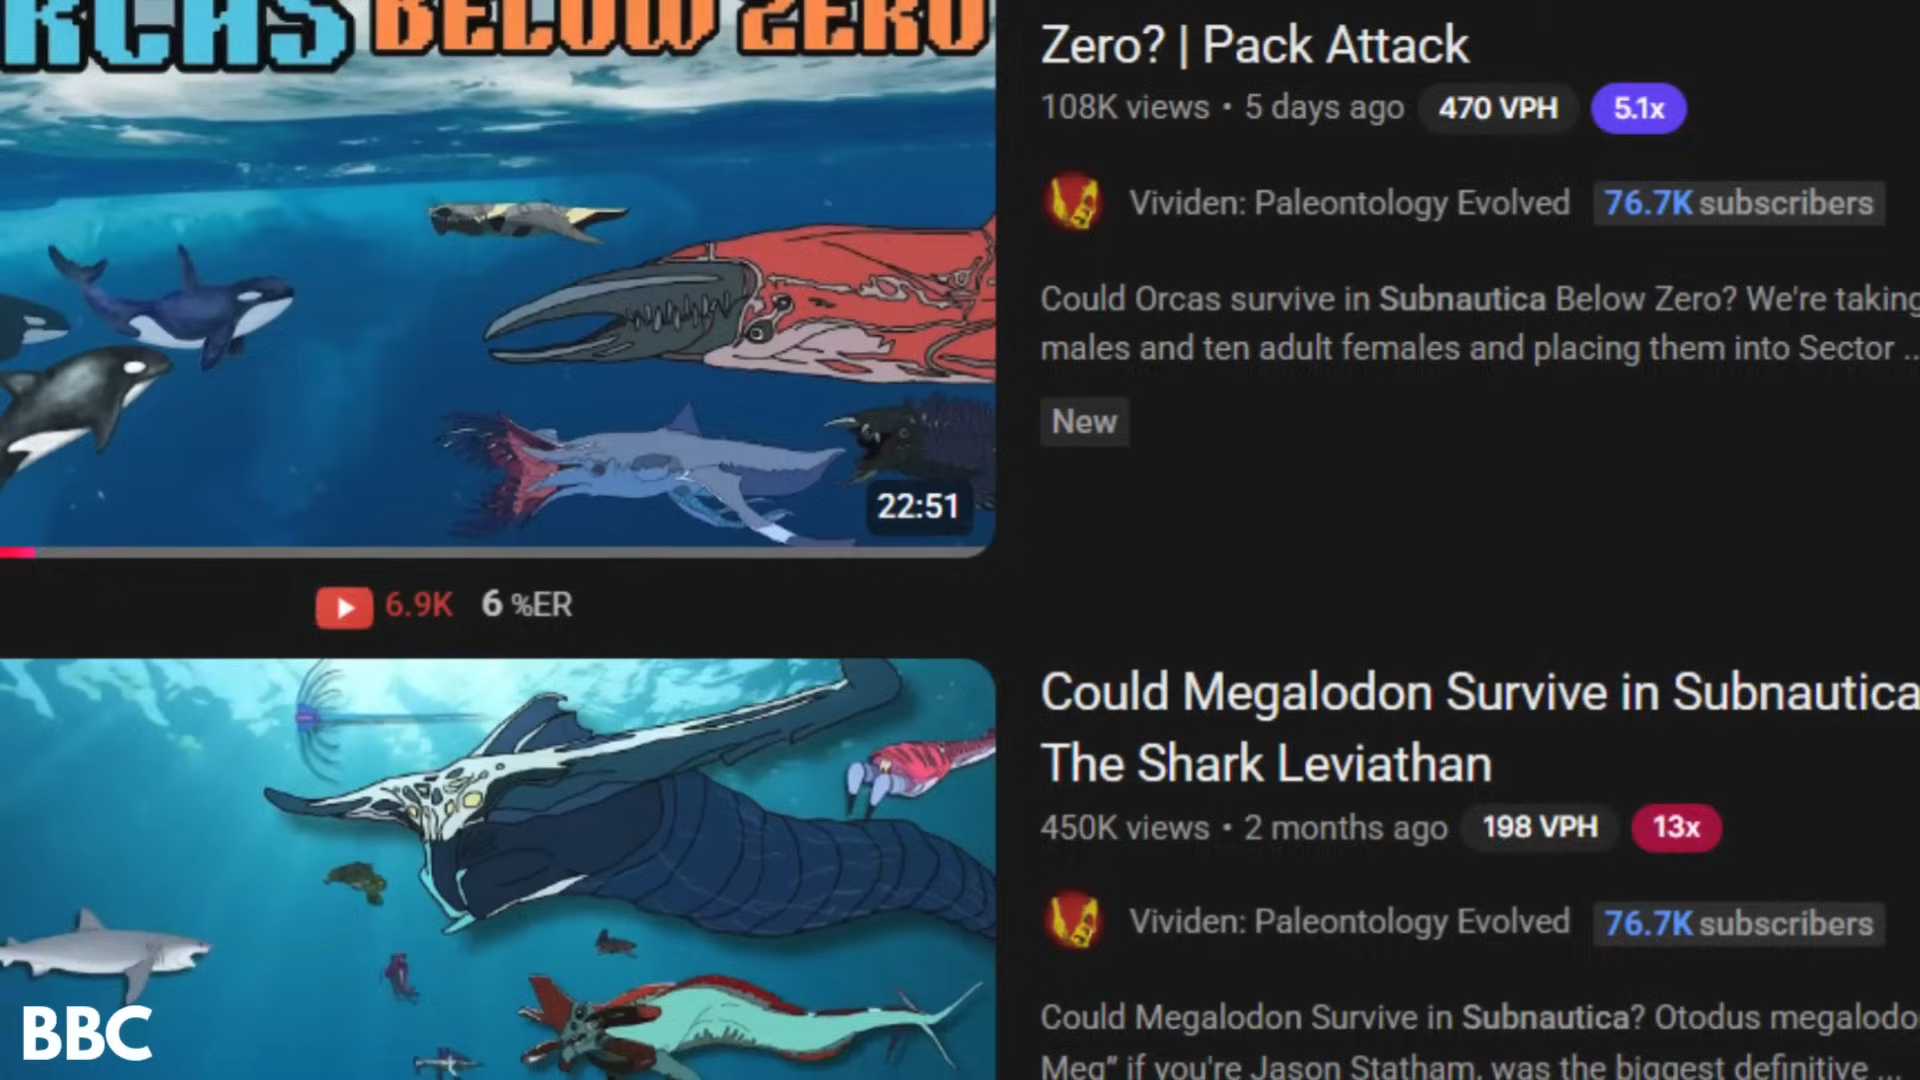 RCAS BELOW ZERO
Zero? | Pack Attack
108K views • 5 days ago 470 VPH 5.1x
Vividen: Paleontology Evolved 76.7K subscribers
Could Orcas survive in Subnautica Below Zero? We're taking
males and ten adult females and placing them into Sector ...
New
22:51
6.9K 6 %ER
Could Megalodon Survive in Subnautica
The Shark Leviathan
450K views • 2 months ago 198 VPH 13x
Vividen: Paleontology Evolved 76.7K subscribers
Could Megalodon Survive in Subnautica? Otodus megalodo
Meg” if you're Jason Statham, was the biggest definitive ...
BBC